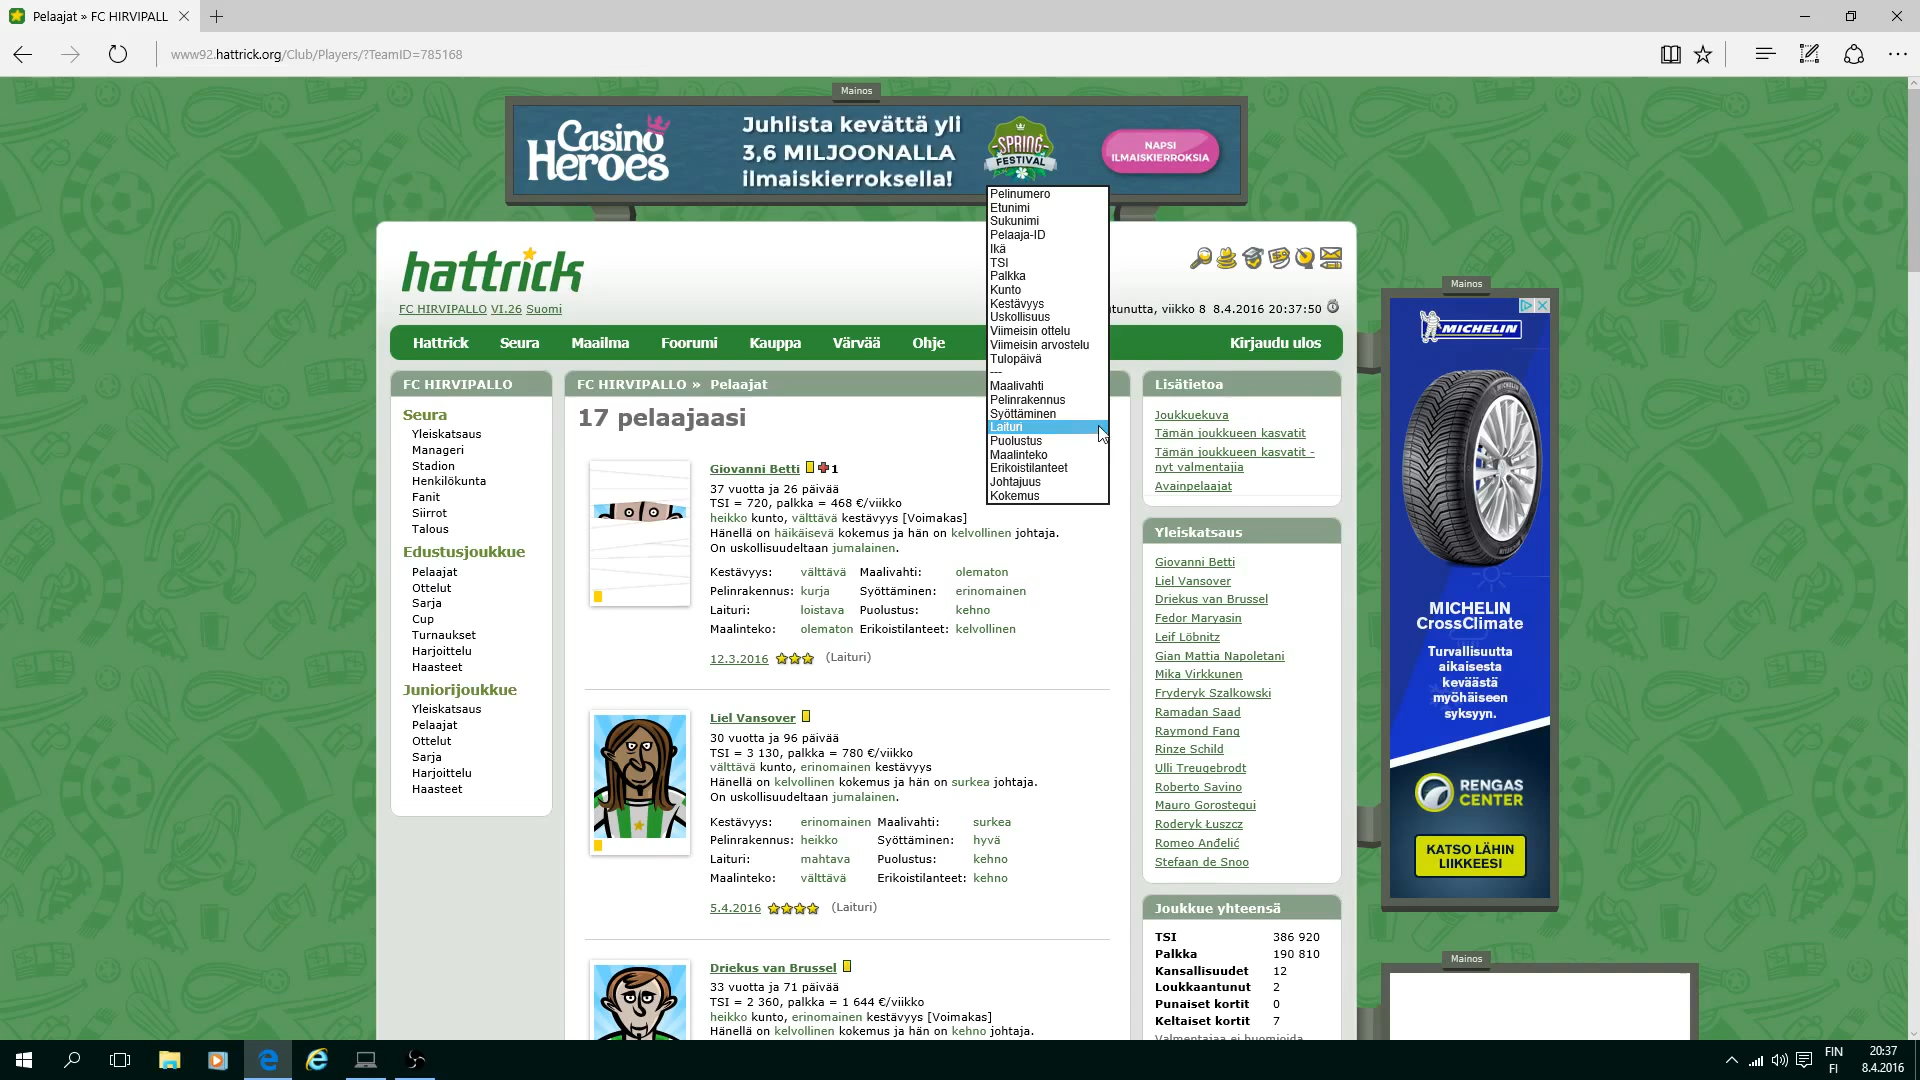 Pelaajat » FC HIRVIPALL
www92.hattrick.org/Club/Players/?TeamID=785168
Mainos
Casino Heroes
Juhlista kevättä yli
3,6 MILJOONALLA
ilmaiskierroksella!
SPRING
FESTIVAL
NAPSI
ILMAISKIERROKSIA
Pelinumero
Etunimi
Sukunimi
Pelaaja-ID
Ikä
TSI
Palkka
Kunto
Kestävyys
Uskollisuus
Viimeisin ottelu
Viimeisin arvostelu
Tulopäivä
---
Maalivahti
Pelinrakennus
Syöttäminen
Laituri
Puolustus
Maalinteko
Erikoistilanteet
Johtajuus
Kokemus
hattrick
FC HIRVIPALLO VI.26 Suomi
tunutta, viikko 8 8.4.2016 20:37:50
Hattrick Seura Maailma Foorumi Kauppa Värvää Ohje Kirjaudu ulos
FC HIRVIPALLO
Seura
Yleiskatsaus
Manageri
Stadion
Henkilökunta
Fanit
Siirrot
Talous
Edustusjoukkue
Pelaajat
Ottelut
Sarja
Cup
Turnaukset
Harjoittelu
Haasteet
Juniorijoukkue
Yleiskatsaus
Pelaajat
Ottelut
Sarja
Harjoittelu
Haasteet
FC HIRVIPALLO » Pelaajat
17 pelaajaasi
Giovanni Betti 1
37 vuotta ja 26 päivää
TSI = 720, palkka = 468 €/viikko
heikko kunto, välttävä kestävyys [Voimakas]
Hänellä on häikäisevä kokemus ja hän on kelvollinen johtaja.
On uskollisuudeltaan jumalainen.
Kestävyys: välttävä Maalivahti: olematon
Pelinrakennus: kurja Syöttäminen: erinomainen
Laituri: loistava Puolustus: kehno
Maalinteko: olematon Erikoistilanteet: kelvollinen
12.3.2016 (Laituri)
Liel Vansover
30 vuotta ja 96 päivää
TSI = 3 130, palkka = 780 €/viikko
välttävä kunto, erinomainen kestävyys
Hänellä on kelvollinen kokemus ja hän on surkea johtaja.
On uskollisuudeltaan jumalainen.
Kestävyys: erinomainen Maalivahti: surkea
Pelinrakennus: heikko Syöttäminen: hyvä
Laituri: mahtava Puolustus: kehno
Maalinteko: välttävä Erikoistilanteet: kehno
5.4.2016 (Laituri)
Driekus van Brussel
33 vuotta ja 71 päivää
TSI = 2 360, palkka = 1 644 €/viikko
heikko kunto, erinomainen kestävyys [Voimakas]
Hänellä on kelvollinen kokemus ja hän on kehno johtaja.
Lisätietoa
Joukkuekuva
Tämän joukkueen kasvatit
Tämän joukkueen kasvatit -
nyt valmentajia
Avainpelaajat
Yleiskatsaus
Giovanni Betti
Liel Vansover
Driekus van Brussel
Fedor Maryasin
Leif Löbnitz
Gian Mattia Napoletani
Mika Virkkunen
Fryderyk Szalkowski
Ramadan Saad
Raymond Fang
Rinze Schild
Ulli Treugebrodt
Roberto Savino
Mauro Gorostegui
Roderyk Łuszcz
Romeo Anđelić
Stefaan de Snoo
Joukkue yhteensä
TSI 386 920
Palkka 190 810
Kansallisuudet 12
Loukkaantunut 2
Punaiset kortit 0
Keltaiset kortit 7
Valmentajaa ei huomioida
Mainos
MICHELIN
MICHELIN
CrossClimate
Turvallisuutta
aikaisesta
keväästä
myöhäiseen
syksyyn.
RENGAS
CENTER
KATSO LÄHIN
LIIKKEESI
Mainos
FIN
FI
20:37
8.4.2016